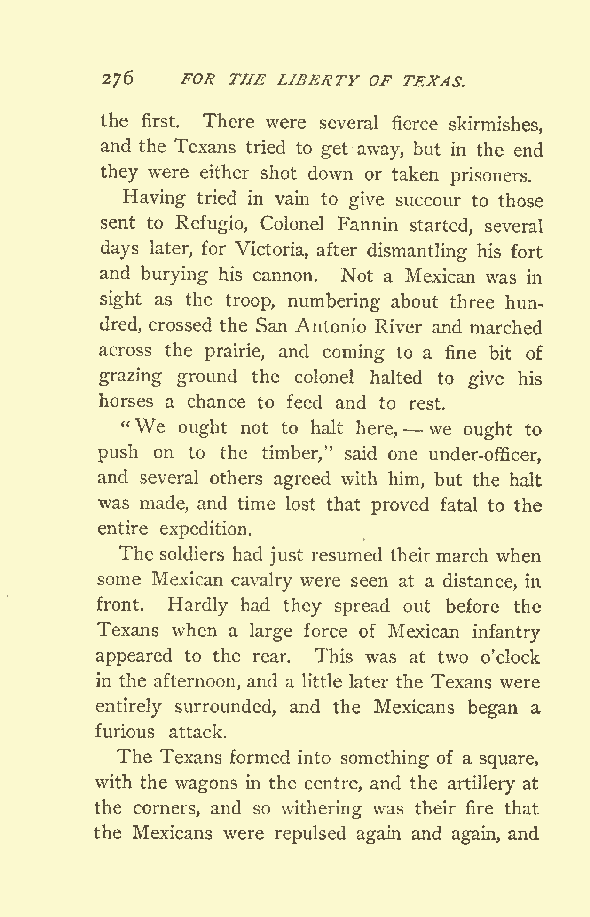 276 FOR THE LIBERTY OF TEXAS.
the first. There were several fierce skirmishes,
and the Texans tried to get away, but in the end
they were either shot down or taken prisoners.
Having tried in vain to give succour to those
sent to Refugio, Colonel Fannin started, several
days later, for Victoria, after dismantling his fort
and burying his cannon. Not a Mexican was in
sight as the troop, numbering about three hun-
dred, crossed the San Antonio River and marched
across the prairie, and coming to a fine bit of
grazing ground the colonel halted to give his
horses a chance to feed and to rest.
"We ought not to halt here, — we ought to
push on to the timber," said one under-officer,
and several others agreed with him, but the halt
was made, and time lost that proved fatal to the
entire expedition.
The soldiers had just resumed their march when
some Mexican cavalry were seen at a distance, in
front. Hardly had they spread out before the
Texans when a large force of Mexican infantry
appeared to the rear. This was at two o'clock
in the afternoon, and a little later the Texans were
entirely surrounded, and the Mexicans began a
furious attack.
The Texans formed into something of a square,
with the wagons in the centre, and the artillery at
the corners, and so withering was their fire that
the Mexicans were repulsed again and again, and